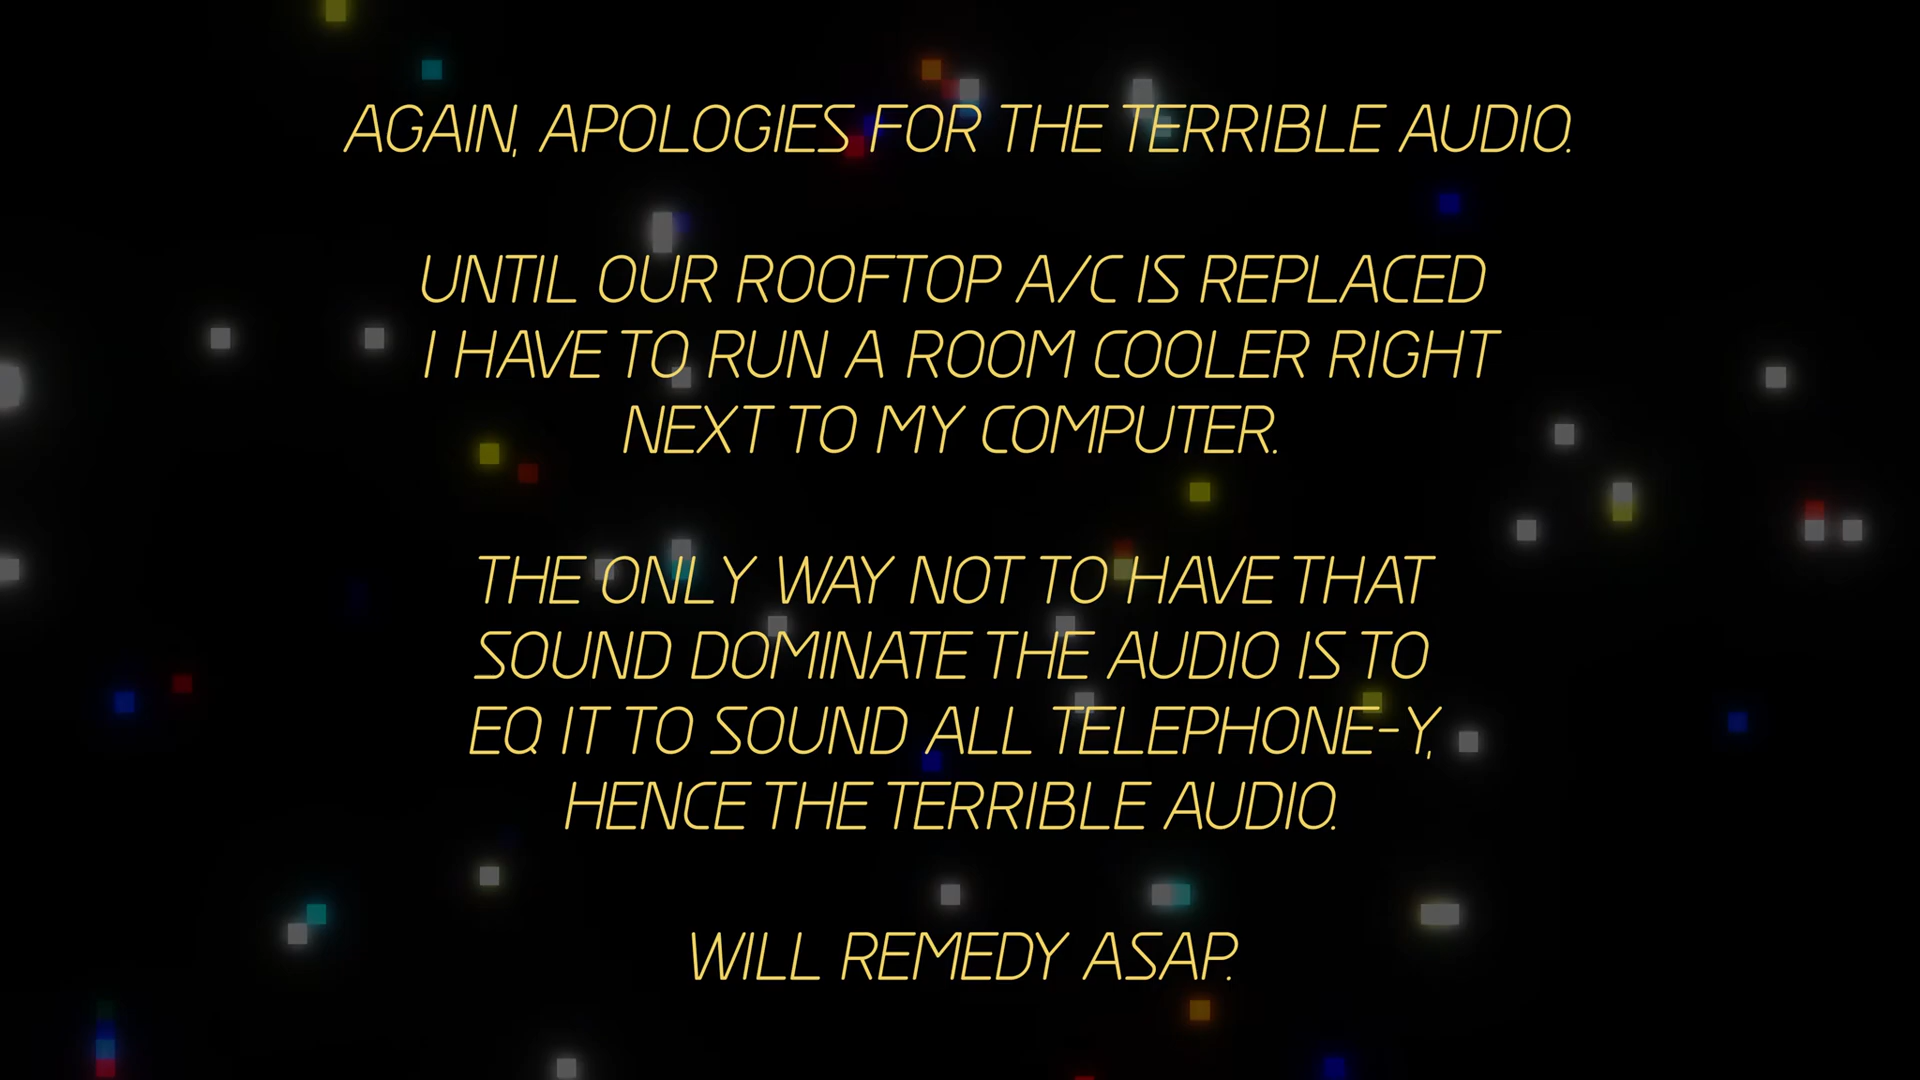 AGAIN, APOLOGIES FOR THE TERRIBLE AUDIO.
UNTIL OUR ROOFTOP A/C IS REPLACED
I HAVE TO RUN A ROOM COOLER RIGHT
NEXT TO MY COMPUTER.
THE ONLY WAY NOT TO HAVE THAT
SOUND DOMINATE THE AUDIO IS TO
EQ IT TO SOUND ALL TELEPHONE-Y,
HENCE THE TERRIBLE AUDIO.
WILL REMEDY ASAP.